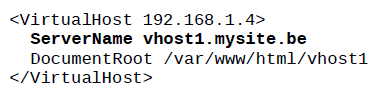 <VirtualHost 192.168.1.4>
  ServerName vhost1.mysite.be
  DocumentRoot /var/www/html/vhost1
</VirtualHost>